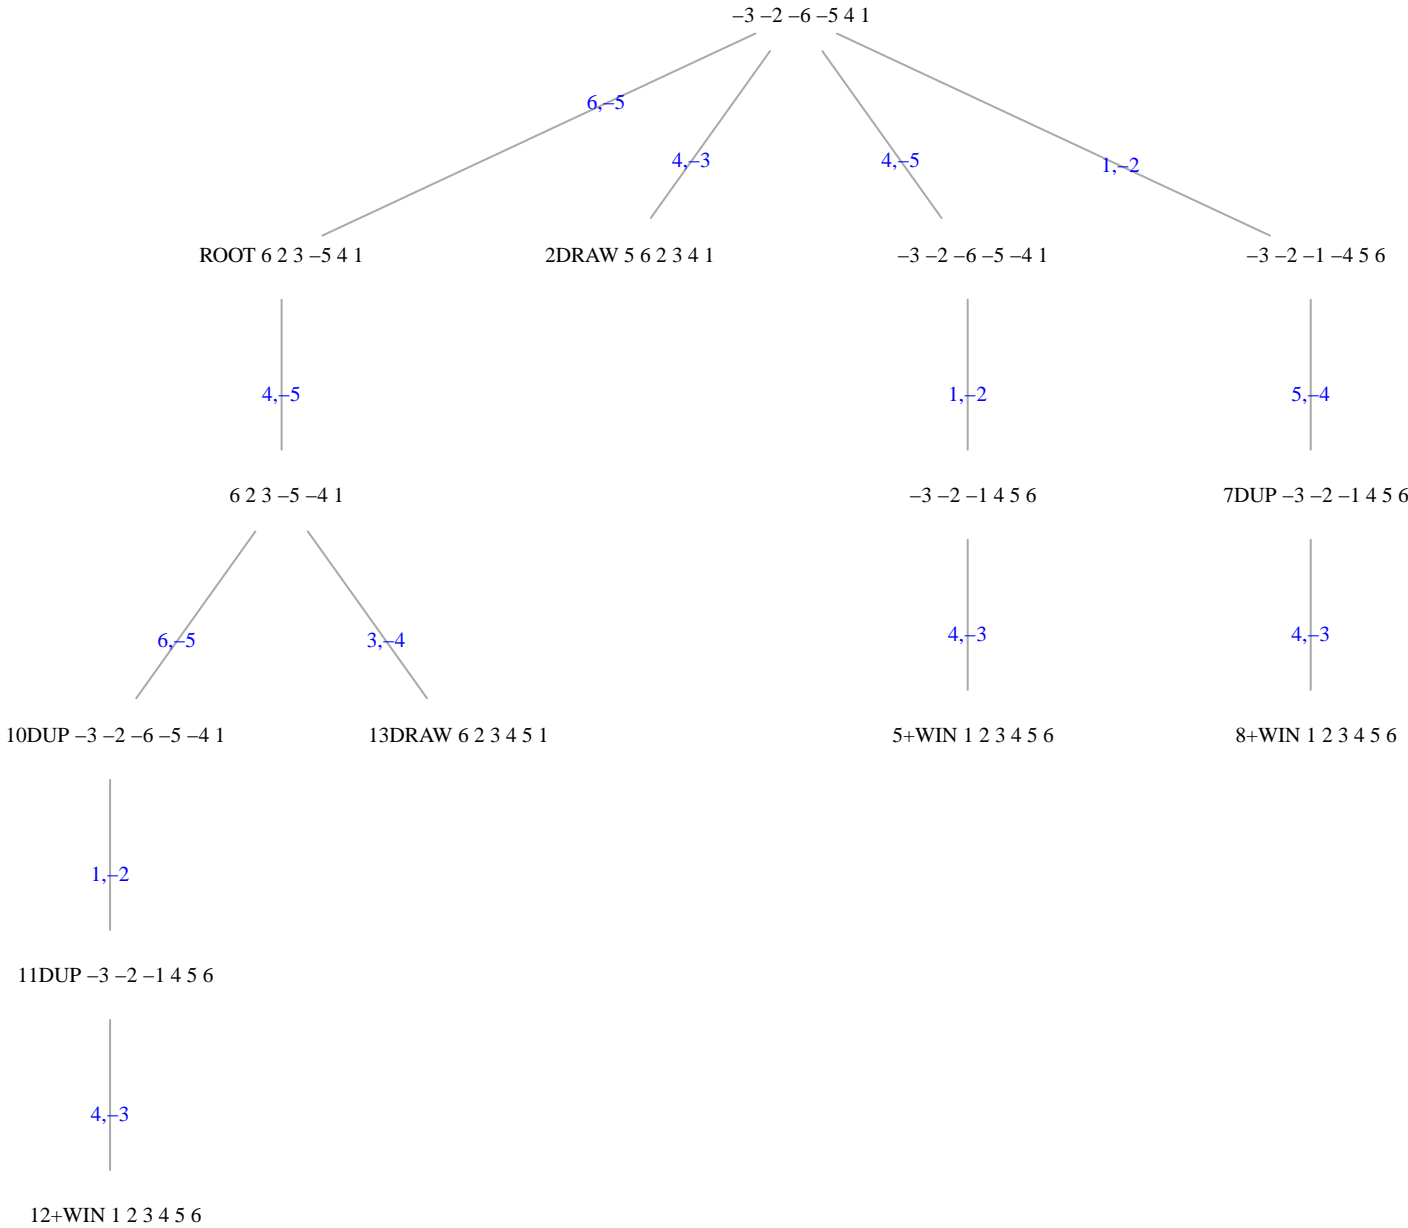 –3 –2 –6 –5 4 1
6,–5
4,–3
4,–5
1,–2
ROOT 6 2 3 –5 4 1
2DRAW 5 6 2 3 4 1
–3 –2 –6 –5 –4 1
–3 –2 –1 –4 5 6
4,–5
1,–2
5,–4
6 2 3 –5 –4 1
–3 –2 –1 4 5 6
7DUP –3 –2 –1 4 5 6
6,–5
3,–4
4,–3
4,–3
10DUP –3 –2 –6 –5 –4 1
13DRAW 6 2 3 4 5 1
5+WIN 1 2 3 4 5 6
8+WIN 1 2 3 4 5 6
1,–2
11DUP –3 –2 –1 4 5 6
4,–3
12+WIN 1 2 3 4 5 6